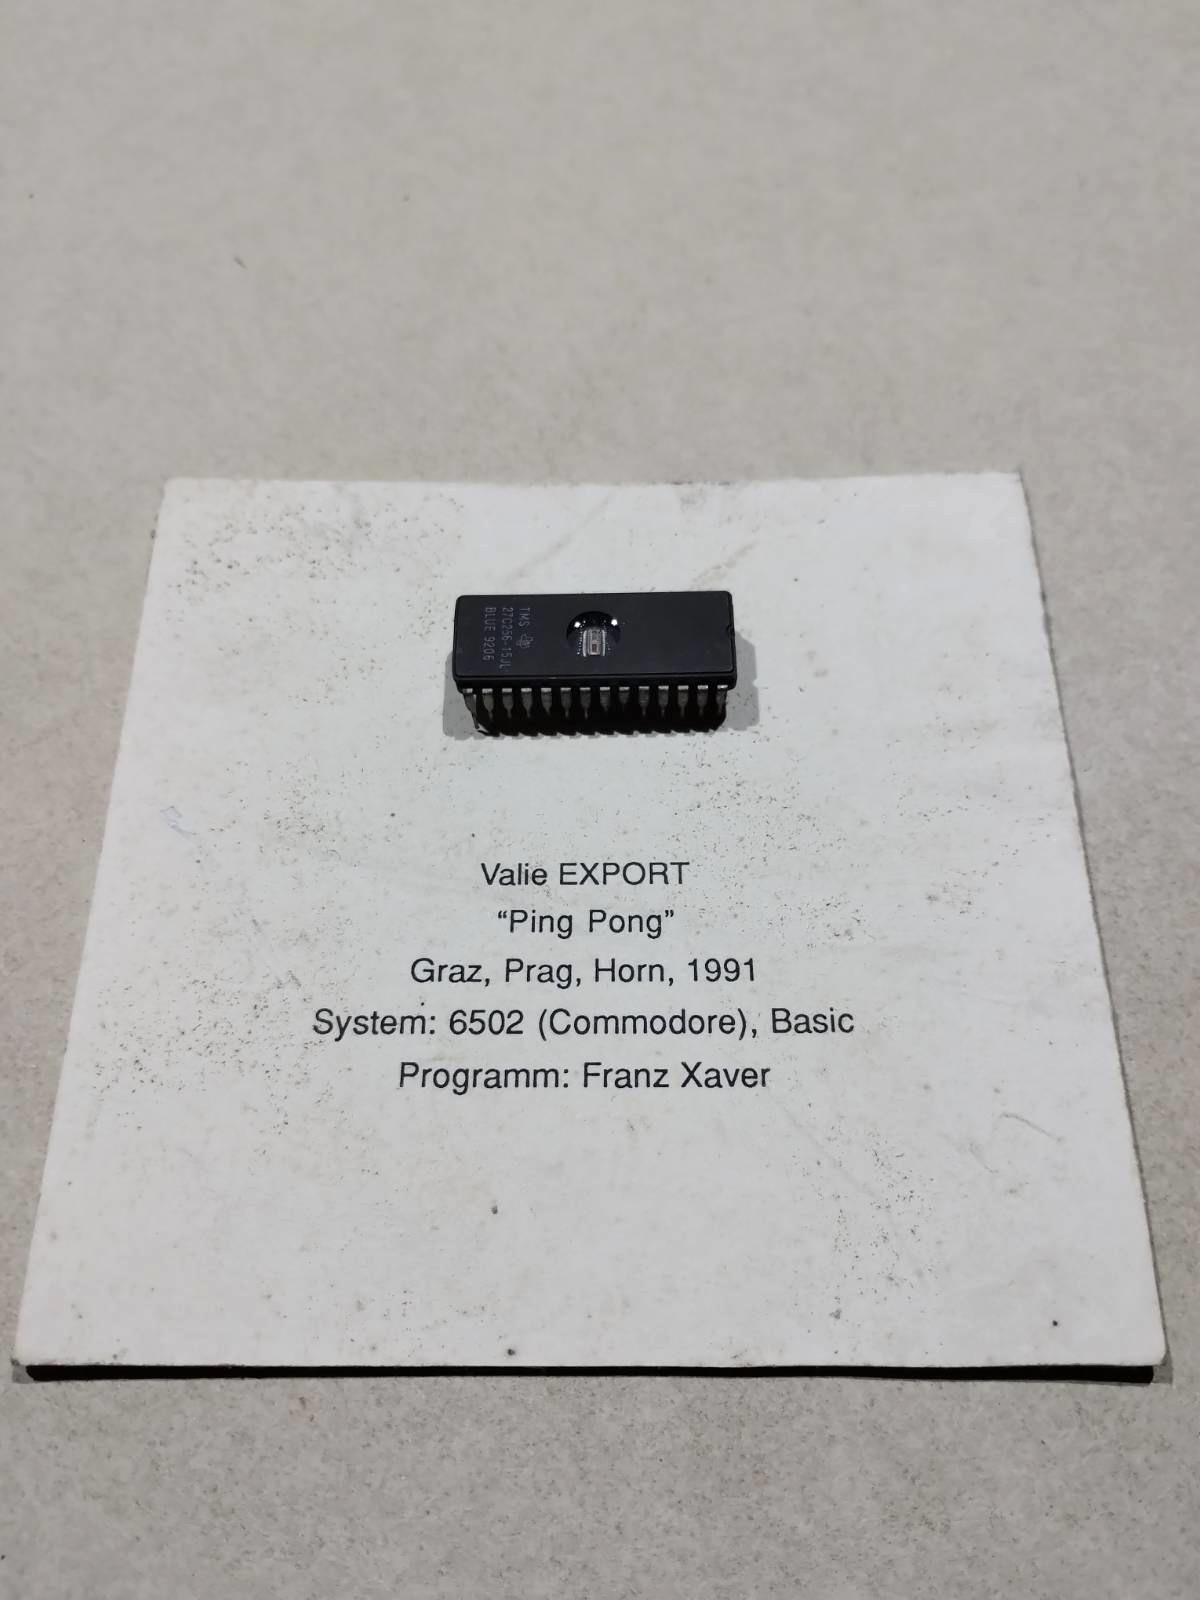 TMS
27C256-15JL
BLUE 9206
Valie EXPORT
“Ping Pong”
Graz, Prag, Horn, 1991
System: 6502 (Commodore), Basic
Programm: Franz Xaver